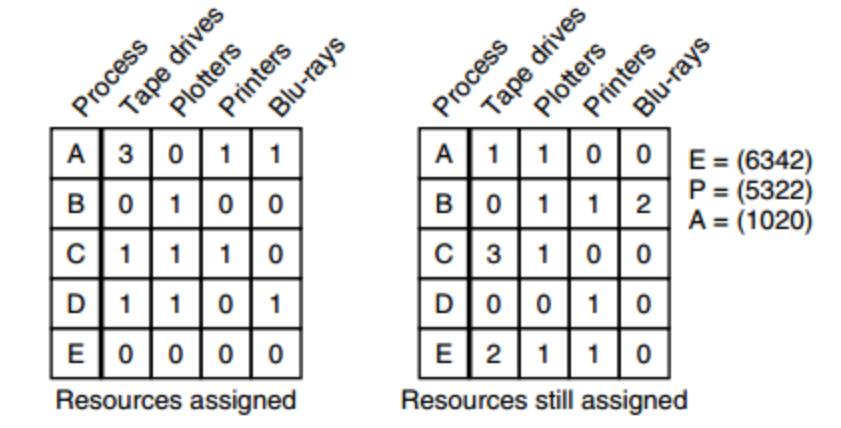 Process Tape drives Plotters Printers Blu-rays
A 3 0 1 1
B 0 1 0 0
C 1 1 1 0
D 1 1 0 1
E 0 0 0 0
Resources assigned
Process Tape drives Plotters Printers Blu-rays
A 1 1 0 0
B 0 1 1 2
C 3 1 0 0
D 0 0 1 0
E 2 1 1 0
Resources still assigned
E = (6342)
P = (5322)
A = (1020)